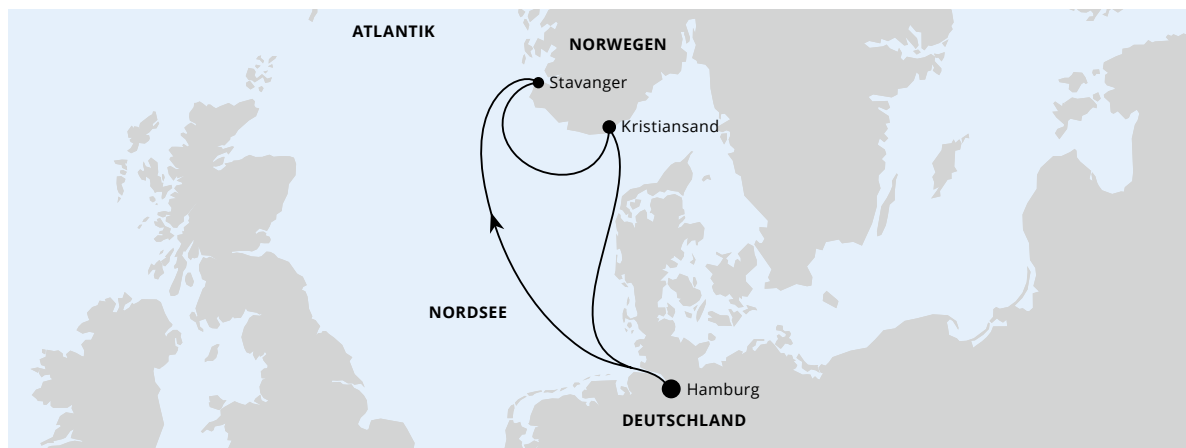 ATLANTIK
NORWEGEN
Stavanger
Kristiansand
NORDSEE
Hamburg
DEUTSCHLAND